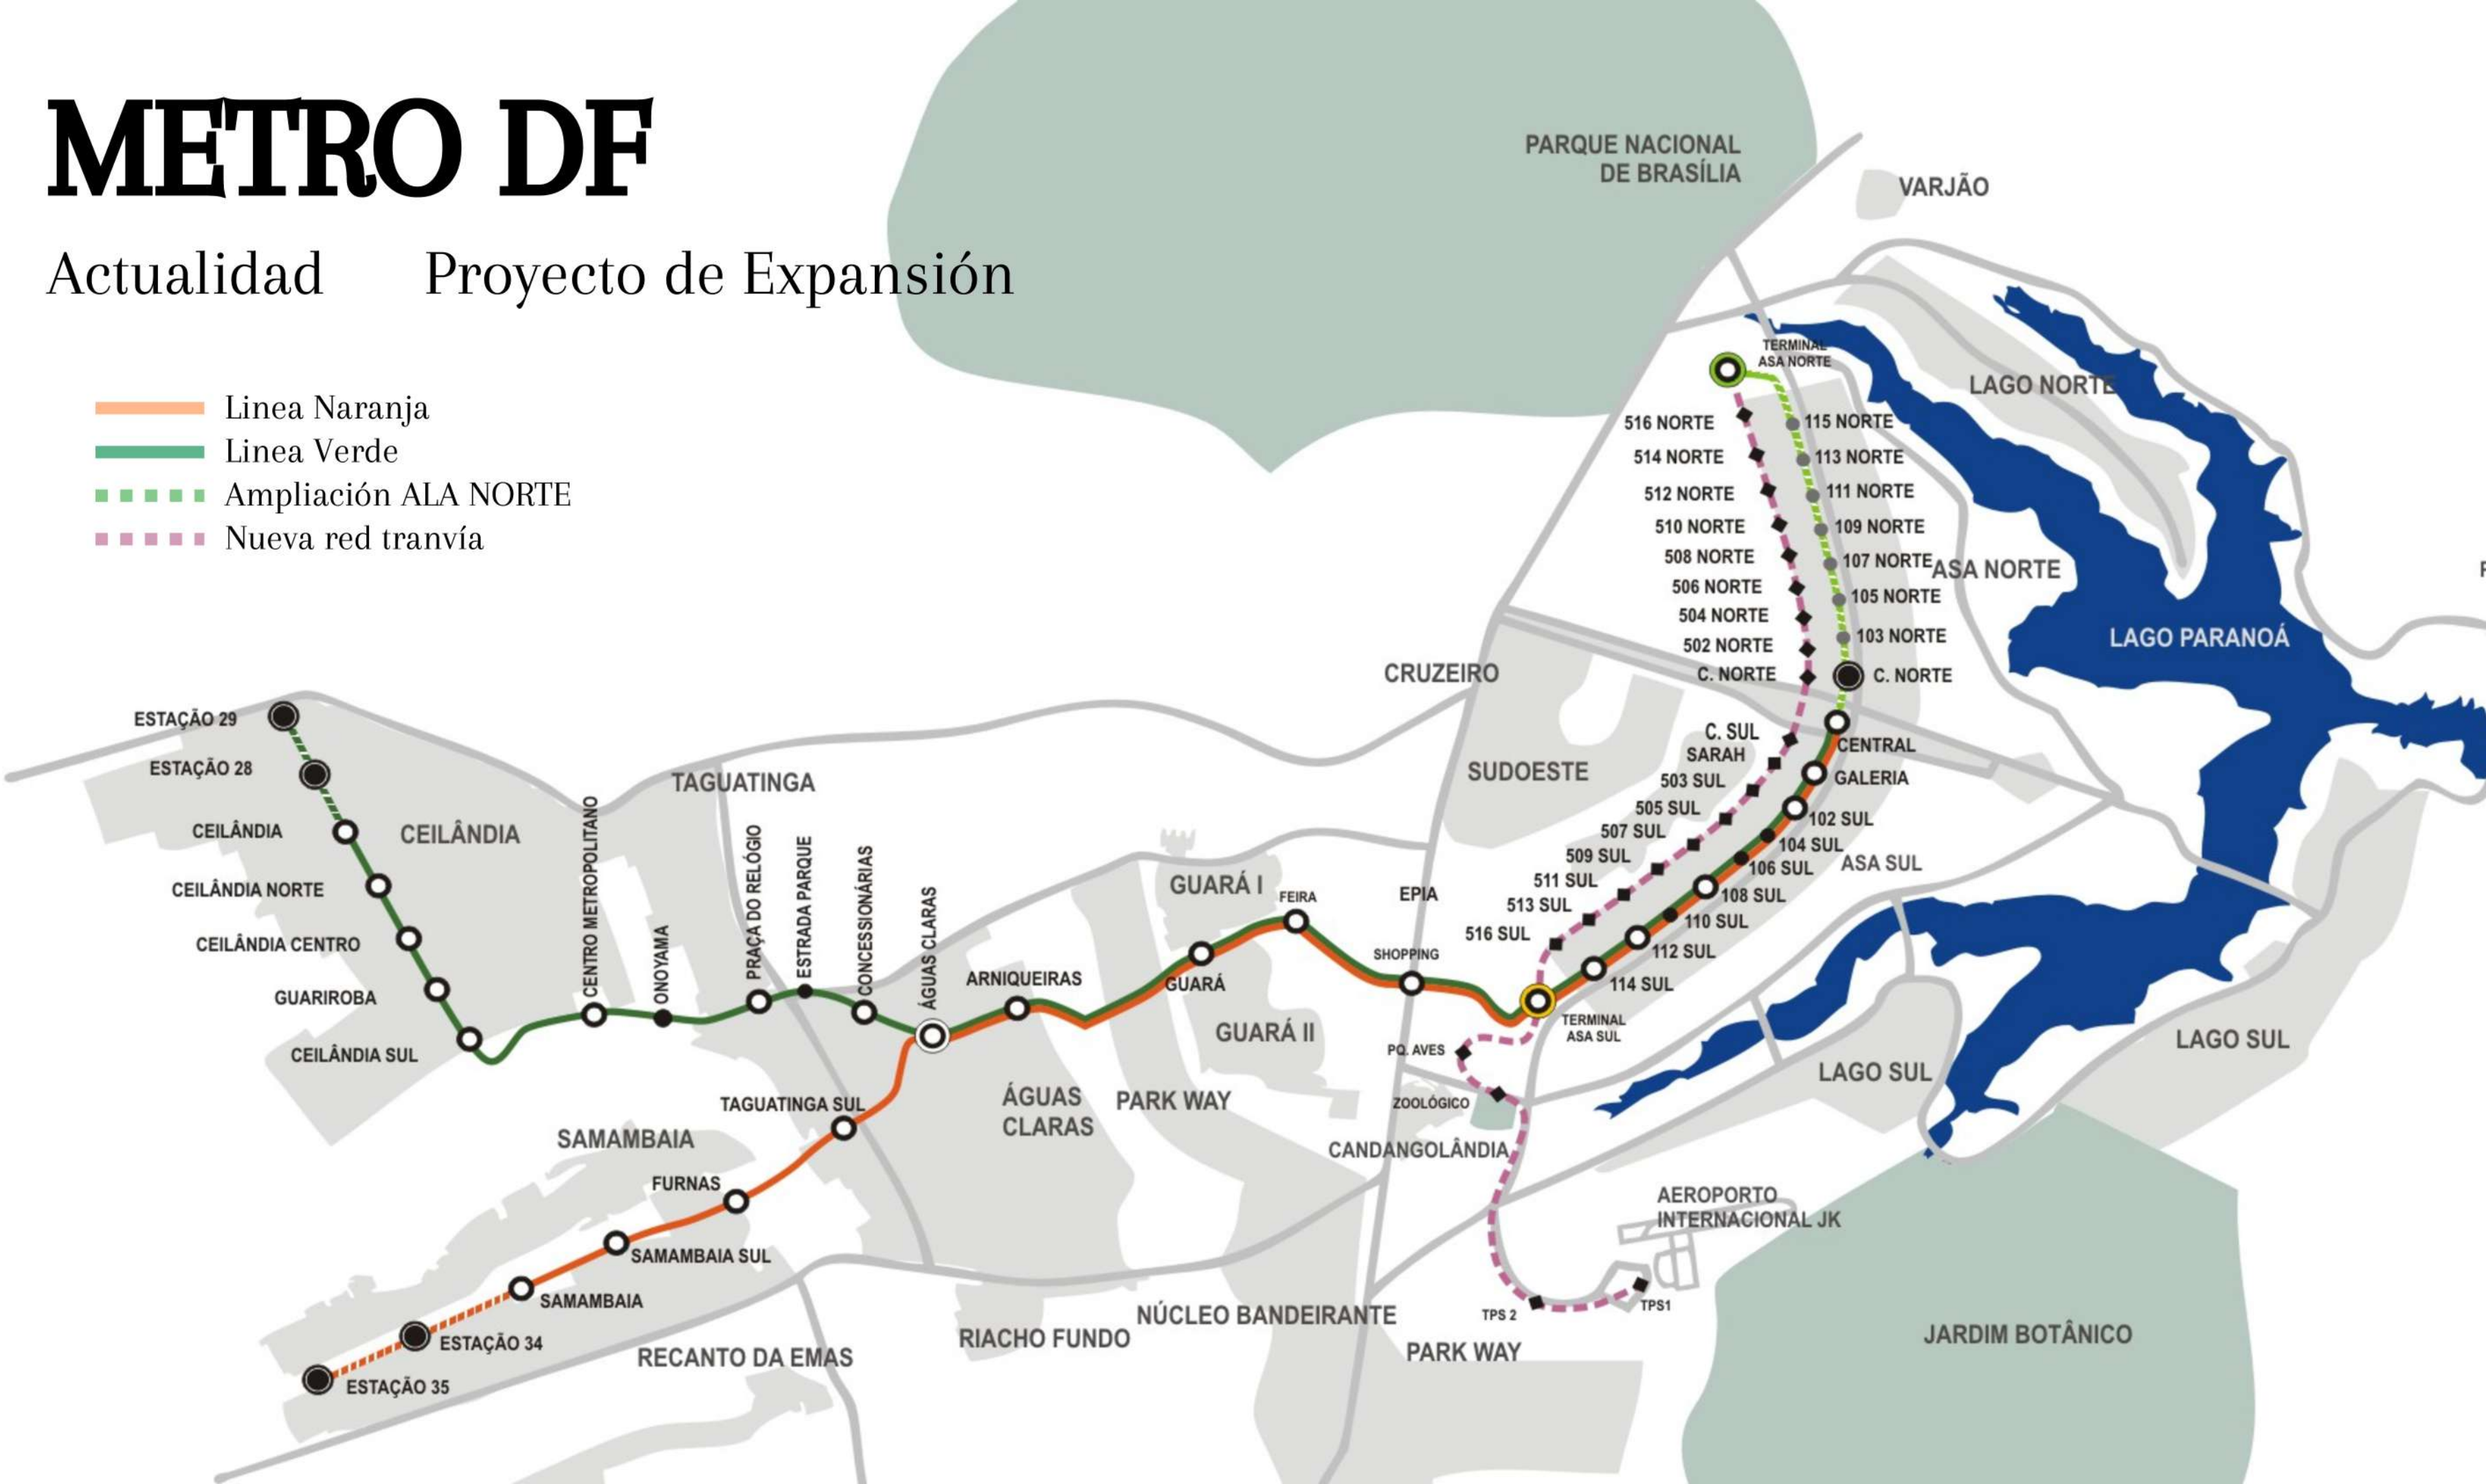 METRO DF
Actualidad Proyecto de Expansión
Linea Naranja
Linea Verde
Ampliación ALA NORTE
Nueva red tranvía
PARQUE NACIONAL
DE BRASÍLIA
VARJÃO
LAGO NORTE
ASA NORTE
LAGO PARANOÁ
TERMINAL
ASA NORTE
516 NORTE
514 NORTE
512 NORTE
510 NORTE
508 NORTE
506 NORTE
504 NORTE
502 NORTE
C. NORTE
115 NORTE
113 NORTE
111 NORTE
109 NORTE
107 NORTE
105 NORTE
103 NORTE
C. NORTE
CRUZEIRO
SUDOESTE
C. SUL
SARAH
503 SUL
505 SUL
507 SUL
509 SUL
511 SUL
513 SUL
516 SUL
CENTRAL
GALERIA
102 SUL
104 SUL
106 SUL
108 SUL
110 SUL
112 SUL
114 SUL
ASA SUL
TERMINAL
ASA SUL
ESTAÇÃO 29
ESTAÇÃO 28
CEILÂNDIA
CEILÂNDIA
CEILÂNDIA NORTE
CEILÂNDIA CENTRO
GUARIROBA
CEILÂNDIA SUL
TAGUATINGA
CENTRO METROPOLITANO
ONOYAMA
PRAÇA DO RELÓGIO
ESTRADA PARQUE
CONCESSIONÁRIAS
ÁGUAS CLARAS
ARNIQUEIRAS
GUARÁ I
GUARÁ
FEIRA
EPIA
SHOPPING
GUARÁ II
ÁGUAS
CLARAS
PARK WAY
PQ. AVES
ZOOLÓGICO
CANDANGOLÂNDIA
LAGO SUL
LAGO SUL
AEROPORTO
INTERNACIONAL JK
TPS 2
TPS1
TAGUATINGA SUL
SAMAMBAIA
FURNAS
SAMAMBAIA SUL
SAMAMBAIA
ESTAÇÃO 34
ESTAÇÃO 35
RECANTO DA EMAS
RIACHO FUNDO
NÚCLEO BANDEIRANTE
PARK WAY
JARDIM BOTÂNICO